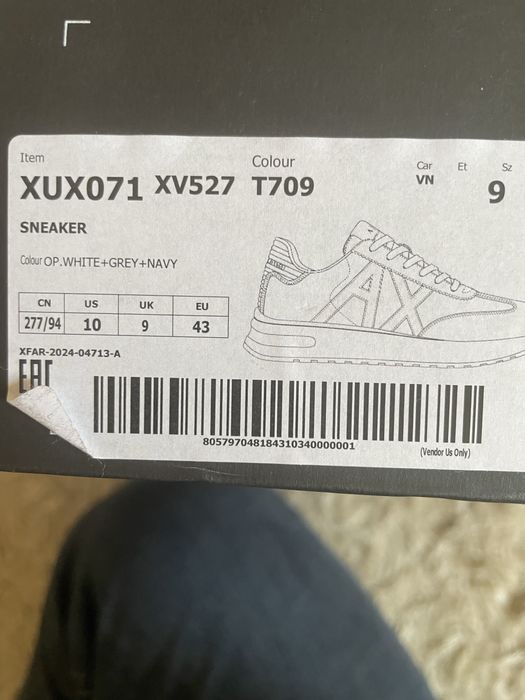 Item Colour Car Et Sz
XUX071 XV527 T709 VN 9
SNEAKER
Colour OP.WHITE+GREY+NAVY
CN US UK EU
277/94 10 9 43
XFAR-2024-04713-A
EAC
AX
805797048184310340000001
(Vendor Us Only)